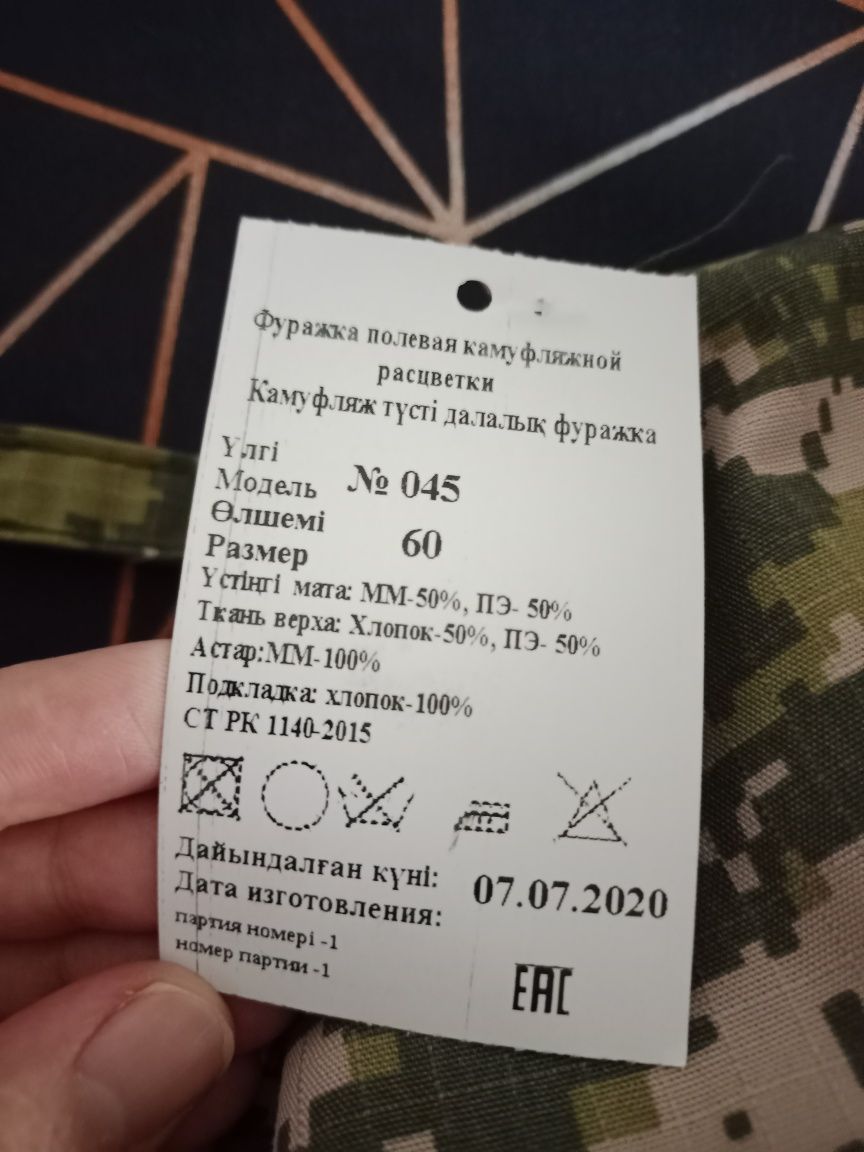 Фуражка полевая камуфляжной
расцветки
Камуфляж түсті далалық фуражка
Үлгі
Модель № 045
Өлшемі
Размер 60
Үстіңгі мата: ММ-50%, ПЭ- 50%
Ткань верха: Хлопок-50%, ПЭ- 50%
Астар:ММ-100%
Подкладка: хлопок-100%
СТ РК 1140-2015
Дайындалған күні:
Дата изготовления: 07.07.2020
партия номері -1
номер партии -1
ЕАС